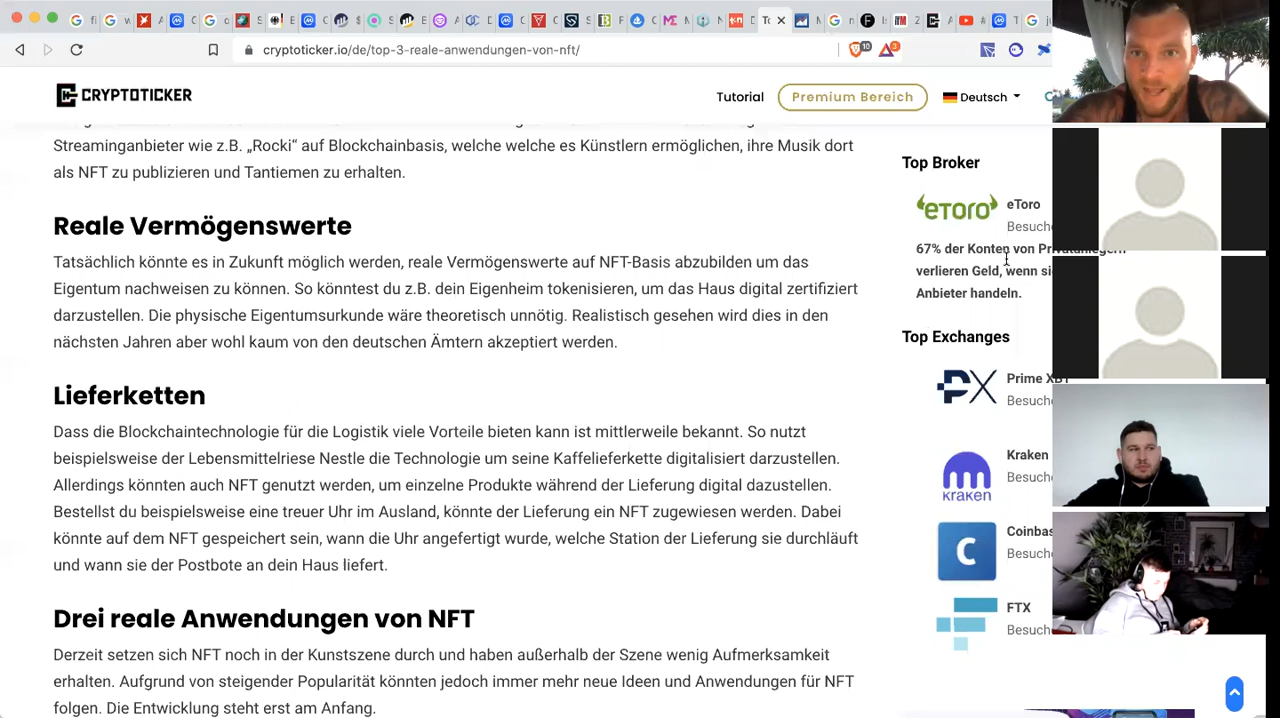 cryptoticker.io/de/top-3-reale-anwendungen-von-nft/
CRYPTOTICKER
Tutorial
Premium Bereich
Deutsch
Streaminganbieter wie z.B. „Rocki“ auf Blockchainbasis, welche welche es Künstlern ermöglichen, ihre Musik dort
als NFT zu publizieren und Tantiemen zu erhalten.
Reale Vermögenswerte
Tatsächlich könnte es in Zukunft möglich werden, reale Vermögenswerte auf NFT-Basis abzubilden um das
Eigentum nachweisen zu können. So könntest du z.B. dein Eigenheim tokenisieren, um das Haus digital zertifiziert
darzustellen. Die physische Eigentumsurkunde wäre theoretisch unnötig. Realistisch gesehen wird dies in den
nächsten Jahren aber wohl kaum von den deutschen Ämtern akzeptiert werden.
Lieferketten
Dass die Blockchaintechnologie für die Logistik viele Vorteile bieten kann ist mittlerweile bekannt. So nutzt
beispielsweise der Lebensmittelriese Nestle die Technologie um seine Kaffelieferkette digitalisiert darzustellen.
Allerdings könnten auch NFT genutzt werden, um einzelne Produkte während der Lieferung digital dazustellen.
Bestellst du beispielsweise eine treuer Uhr im Ausland, könnte der Lieferung ein NFT zugewiesen werden. Dabei
könnte auf dem NFT gespeichert sein, wann die Uhr angefertigt wurde, welche Station der Lieferung sie durchläuft
und wann sie der Postbote an dein Haus liefert.
Drei reale Anwendungen von NFT
Derzeit setzen sich NFT noch in der Kunstszene durch und haben außerhalb der Szene wenig Aufmerksamkeit
erhalten. Aufgrund von steigender Popularität könnten jedoch immer mehr neue Ideen und Anwendungen für NFT
folgen. Die Entwicklung steht erst am Anfang.
Top Broker
eToro
eToro
Besuche
67% der Konten von Privatanlegern
verlieren Geld, wenn sie
Anbieter handeln.
Top Exchanges
Prime XBT
Besuche
Kraken
Besuche
kraken
Coinbas
Besuche
FTX
Besuche